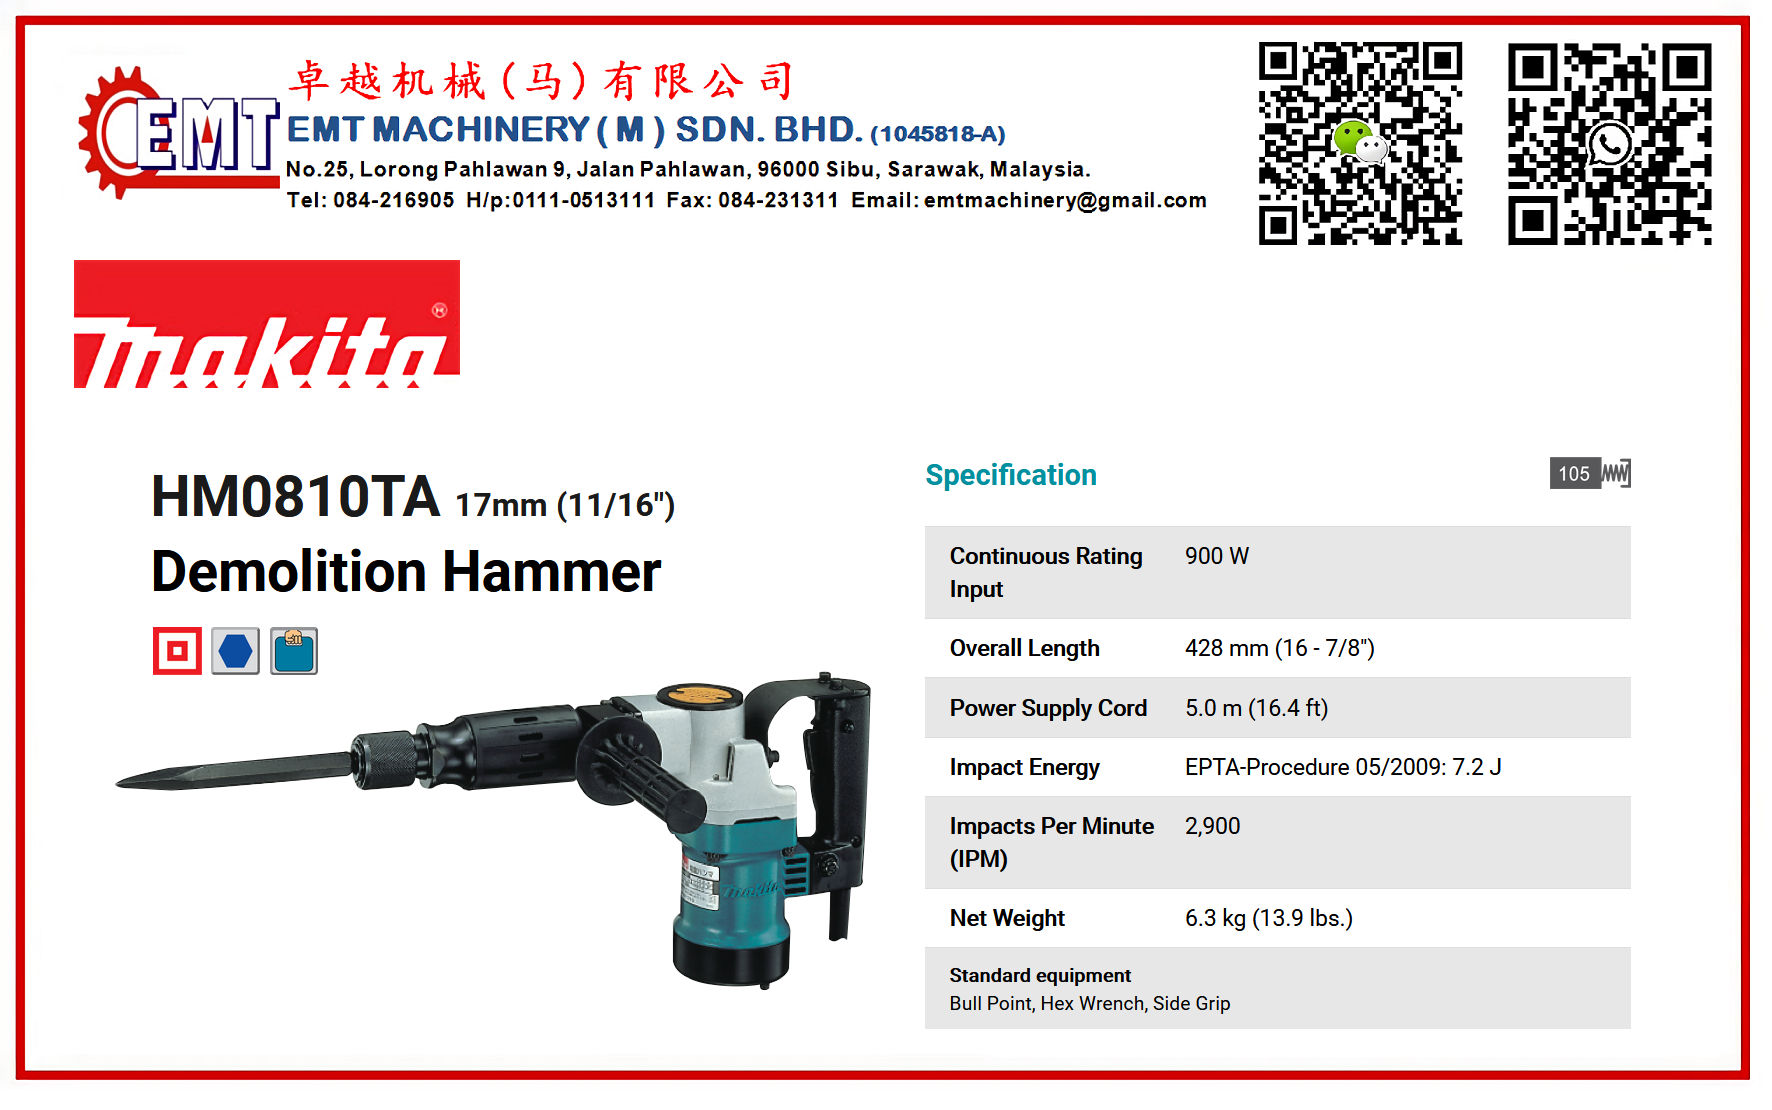 卓越机械(马)有限公司
EMT
EMT MACHINERY ( M ) SDN. BHD. (1045818-A)
No.25, Lorong Pahlawan 9, Jalan Pahlawan, 96000 Sibu, Sarawak, Malaysia.
Tel: 084-216905 H/p:0111-0513111 Fax: 084-231311 Email: emtmachinery@gmail.com
makita
HM0810TA 17mm (11/16")
Demolition Hammer
makita
Specification
105
Continuous Rating Input 900 W
Overall Length 428 mm (16 - 7/8")
Power Supply Cord 5.0 m (16.4 ft)
Impact Energy EPTA-Procedure 05/2009: 7.2 J
Impacts Per Minute (IPM) 2,900
Net Weight 6.3 kg (13.9 lbs.)
Standard equipment
Bull Point, Hex Wrench, Side Grip